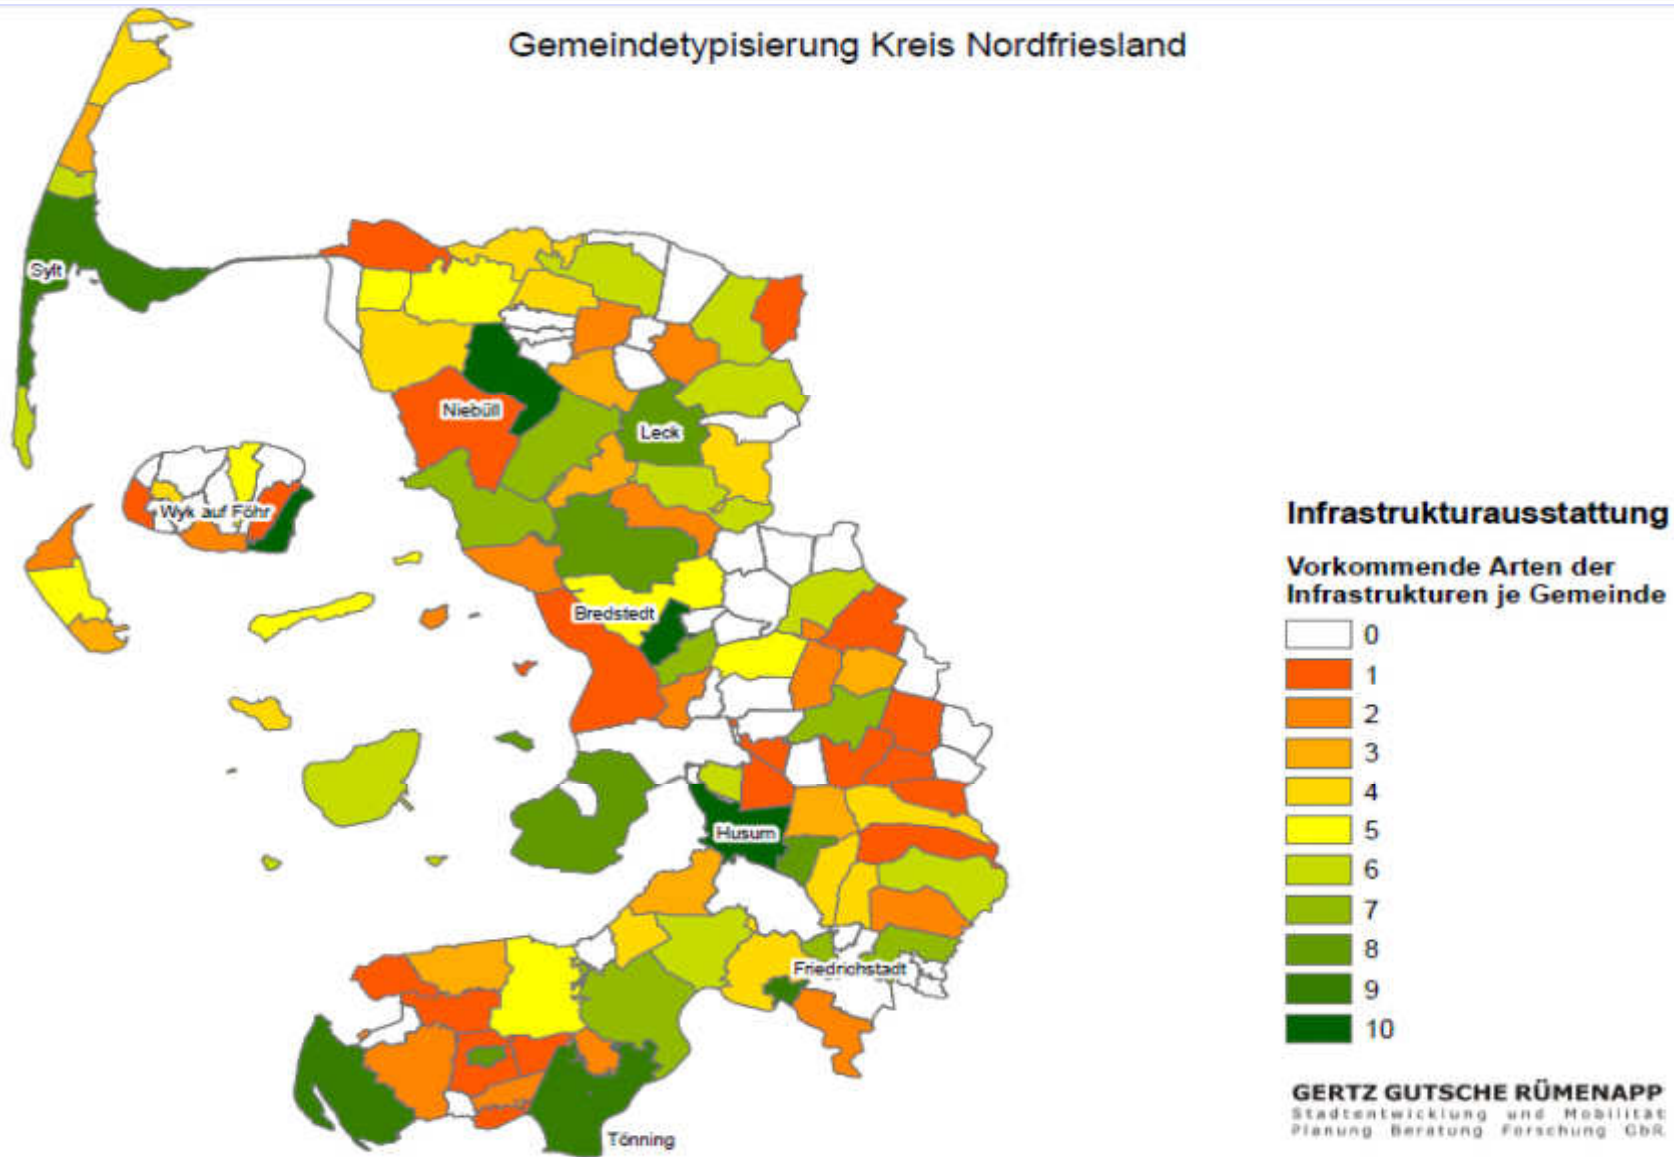 Gemeindetypisierung Kreis Nordfriesland
Sylt
Niebüll
Leck
Wyk auf Föhr
Bredstedt
Husum
Friedrichstadt
Tönning
Infrastrukturausstattung
Vorkommende Arten der
Infrastrukturen je Gemeinde
0
1
2
3
4
5
6
7
8
9
10
GERTZ GUTSCHE RÜMENAPP
Stadtentwicklung und Mobilität
Planung Beratung Forschung GbR